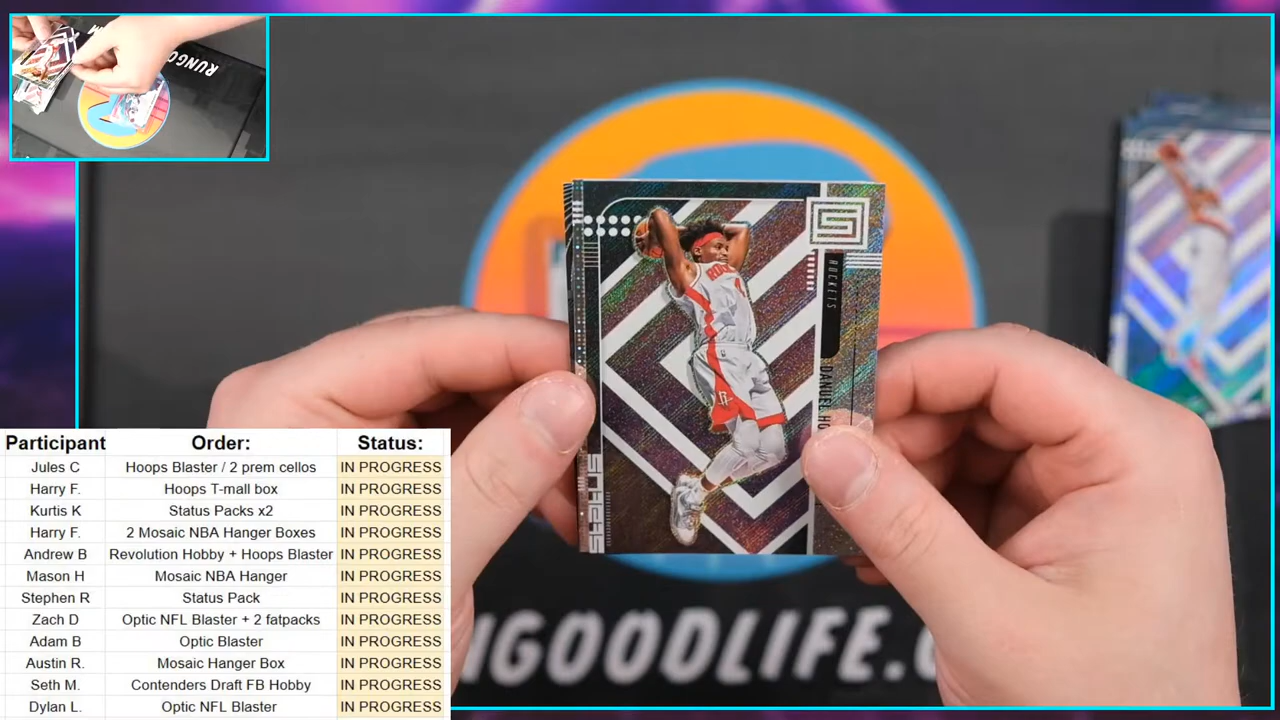 RUNGOOD
ROCKETS
DANUEL HO
STATUS
NGOODLIFE.C
Participant Order: Status:
Jules C Hoops Blaster / 2 prem cellos IN PROGRESS
Harry F. Hoops T-mall box IN PROGRESS
Kurtis K Status Packs x2 IN PROGRESS
Harry F. 2 Mosaic NBA Hanger Boxes IN PROGRESS
Andrew B Revolution Hobby + Hoops Blaster IN PROGRESS
Mason H Mosaic NBA Hanger IN PROGRESS
Stephen R Status Pack IN PROGRESS
Zach D Optic NFL Blaster + 2 fatpacks IN PROGRESS
Adam B Optic Blaster IN PROGRESS
Austin R. Mosaic Hanger Box IN PROGRESS
Seth M. Contenders Draft FB Hobby IN PROGRESS
Dylan L. Optic NFL Blaster IN PROGRESS